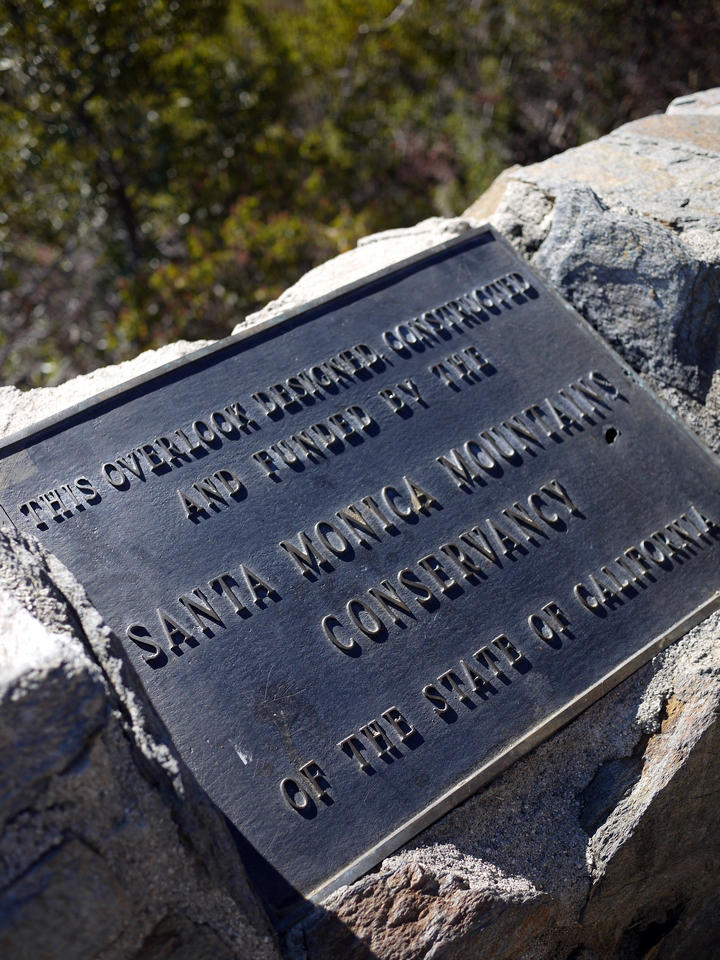 THIS OVERLOOK DESIGNED, CONSTRUCTED
AND FUNDED BY THE
SANTA MONICA MOUNTAINS
CONSERVANCY
OF THE STATE OF CALIFORNIA